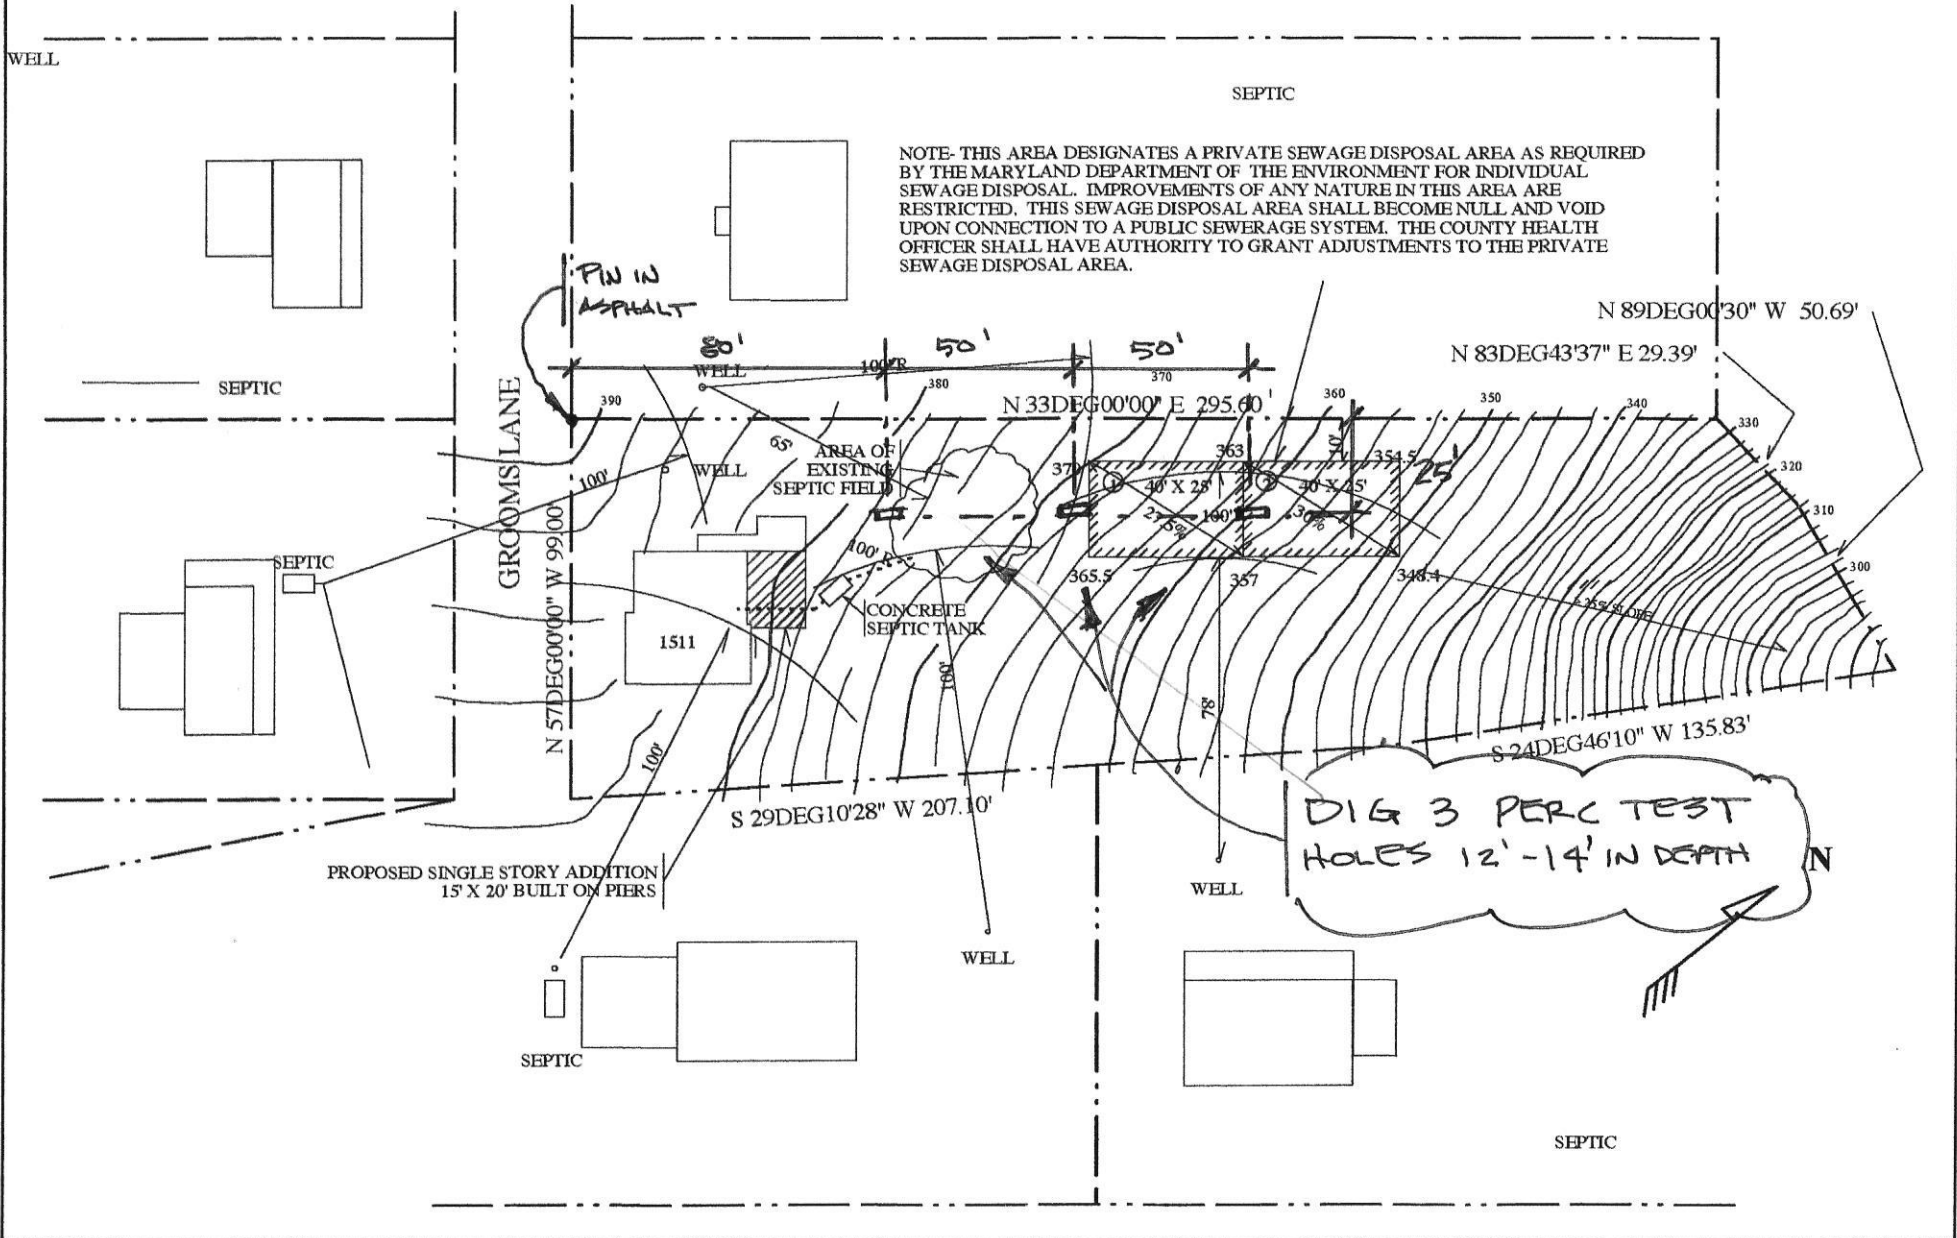 WELL
SEPTIC
NOTE- THIS AREA DESIGNATES A PRIVATE SEWAGE DISPOSAL AREA AS REQUIRED
BY THE MARYLAND DEPARTMENT OF THE ENVIRONMENT FOR INDIVIDUAL
SEWAGE DISPOSAL. IMPROVEMENTS OF ANY NATURE IN THIS AREA ARE
RESTRICTED. THIS SEWAGE DISPOSAL AREA SHALL BECOME NULL AND VOID
UPON CONNECTION TO A PUBLIC SEWERAGE SYSTEM. THE COUNTY HEALTH
OFFICER SHALL HAVE AUTHORITY TO GRANT ADJUSTMENTS TO THE PRIVATE
SEWAGE DISPOSAL AREA.
PIN IN
ASPHALT
N 89DEG00'30" W 50.69'
N 83DEG43'37" E 29.39'
80'
50'
50'
WELL
100'R
370
SEPTIC
380
390
N 33DEG00'00" E 295.60'
360
350
340
330
320
310
300
GROOMS LANE
N 57DEG00'00" W 99.00'
65'
AREA OF
EXISTING
SEPTIC FIELD
363
10'
354.5
25'
WELL
100'
1
40' X 25'
40' X 25'
27.5%
100'
30%
100' R
SEPTIC
365.5
357
348.4
CONCRETE
SEPTIC TANK
1511
100'
78'
100'
S 24DEG46'10" W 135.83'
S 29DEG10'28" W 207.10'
DIG 3 PERC TEST
HOLES 12'-14' IN DEPTH
N
PROPOSED SINGLE STORY ADDITION
15' X 20' BUILT ON PIERS
WELL
WELL
SEPTIC
SEPTIC